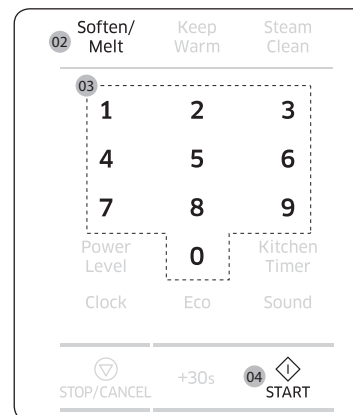 02 Soften/ Keep Steam
Melt Warm Clean
03
1 2 3
4 5 6
7 8 9
Power 0 Kitchen
Level Timer
Clock Eco Sound
STOP/CANCEL +30s 04 START